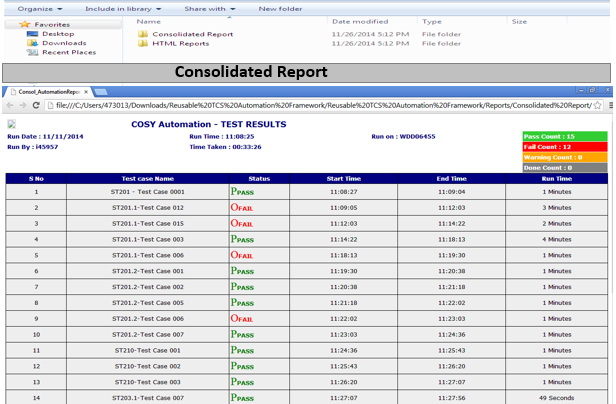 Organize Include in library Share with New folder
Favorites
Desktop
Downloads
Recent Places
Name Date modified Type Size
Consolidated Report 11/26/2014 5:12 PM File folder
HTML Reports 11/26/2014 5:12 PM File folder
Consolidated Report
Consol_AutomationRepor x
file:///C:/Users/473013/Downloads/Reusable%20TCS%20Automation%20Framework/Reusable%20TCS%20Automation%20Framework/Reports/Consolidated%20Report/
COSY Automation - TEST RESULTS
Run Date : 11/11/2014 Run Time : 11:08:25 Run on : WDD06455 Pass Count : 15
Run By : i45957 Time Taken : 00:33:26 Fail Count : 12
Warning Count : 0
Done Count : 0
S No Test case Name Status Start Time End Time Run Time
1 ST201 - Test Case 0001 PPASS 11:08:27 11:09:04 1 Minutes
2 ST201.1-Test Case 012 OFAIL 11:09:05 11:12:03 3 Minutes
3 ST201.1-Test Case 015 OFAIL 11:12:03 11:14:22 2 Minutes
4 ST201.1-Test Case 003 PPASS 11:14:22 11:18:13 4 Minutes
5 ST201.1-Test Case 006 OFAIL 11:18:13 11:19:30 1 Minutes
6 ST201.2-Test Case 001 PPASS 11:19:30 11:20:38 1 Minutes
7 ST201.2-Test Case 002 PPASS 11:20:38 11:21:18 1 Minutes
8 ST201.2-Test Case 005 PPASS 11:21:18 11:22:02 1 Minutes
9 ST201.2-Test Case 006 OFAIL 11:22:02 11:23:03 1 Minutes
10 ST201.2-Test Case 007 PPASS 11:23:03 11:24:36 1 Minutes
11 ST210-Test Case 001 PPASS 11:24:36 11:25:43 1 Minutes
12 ST210-Test Case 002 PPASS 11:25:43 11:26:20 1 Minutes
13 ST210-Test Case 003 PPASS 11:26:20 11:27:07 1 Minutes
14 ST203.1-Test Case 007 PPASS 11:27:07 11:27:56 49 Seconds